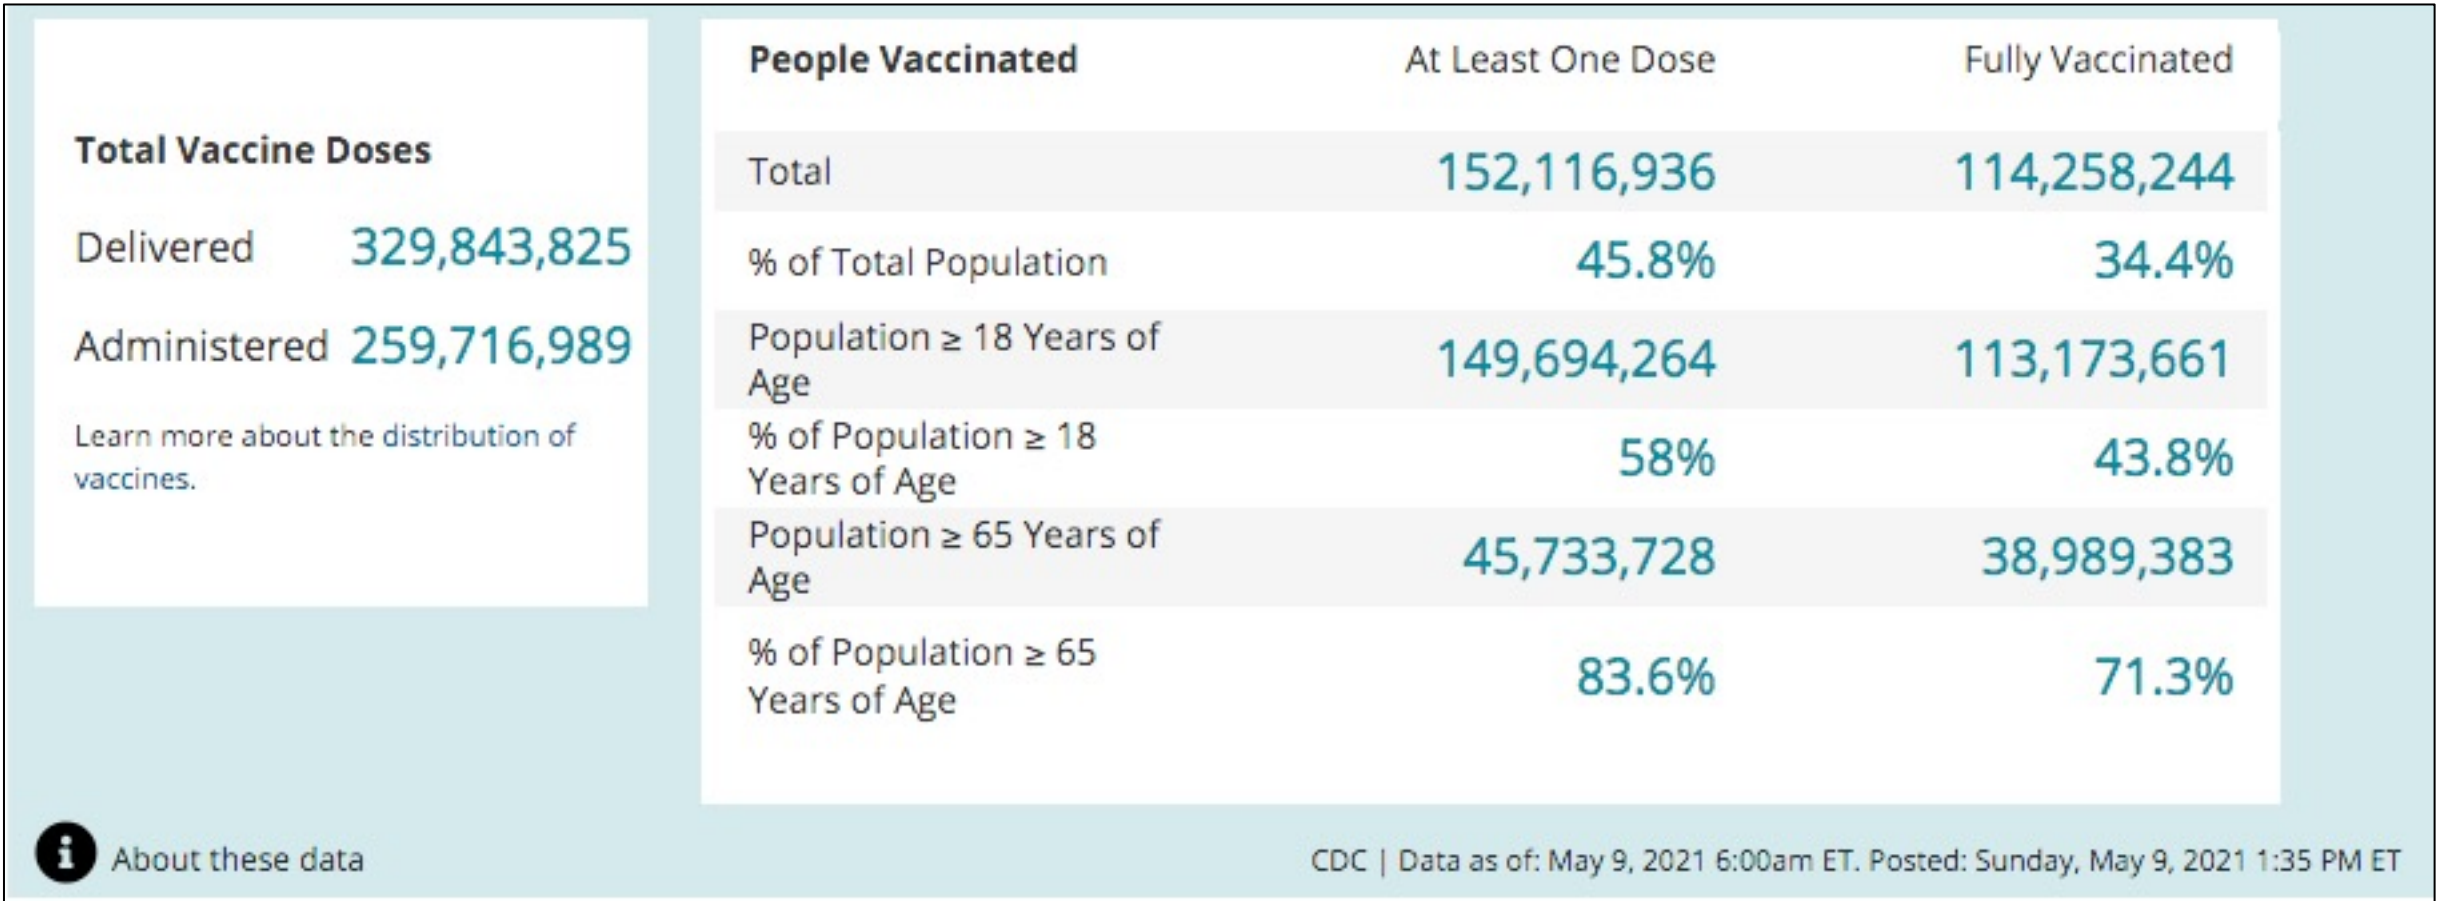 Total Vaccine Doses
Delivered 329,843,825
Administered 259,716,989
Learn more about the distribution of
vaccines.
People Vaccinated At Least One Dose Fully Vaccinated
Total 152,116,936 114,258,244
% of Total Population 45.8% 34.4%
Population ≥ 18 Years of
Age 149,694,264 113,173,661
% of Population ≥ 18
Years of Age 58% 43.8%
Population ≥ 65 Years of
Age 45,733,728 38,989,383
% of Population ≥ 65
Years of Age 83.6% 71.3%
i About these data
CDC | Data as of: May 9, 2021 6:00am ET. Posted: Sunday, May 9, 2021 1:35 PM ET